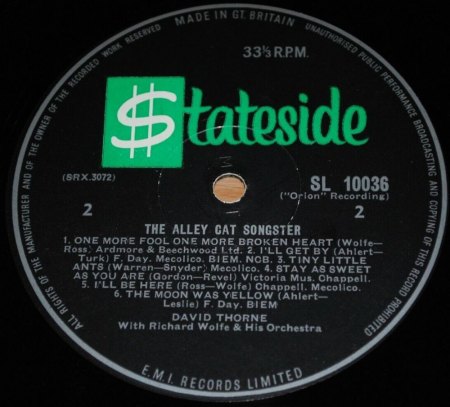 MADE IN GT. BRITAIN
ALL RIGHTS OF THE MANUFACTURER AND OF THE OWNER OF THE RECORDED WORK RESERVED
UNAUTHORISED PUBLIC PERFORMANCE BROADCASTING AND COPYING OF THIS RECORD PROHIBITED
33⅓ R.P.M.
$tateside
(SRX.3072)
SL 10036
("Orion" Recording)
2
2
THE ALLEY CAT SONGSTER
1. ONE MORE FOOL ONE MORE BROKEN HEART (Wolfe–
Ross) Ardmore & Beechwood Ltd. 2. I'LL GET BY (Ahlert–
Turk) F. Day. Mecolico. BIEM. NCB. 3. TINY LITTLE
ANTS (Warren–Snyder) Mecolico. 4. STAY AS SWEET
AS YOU ARE (Gordon–Revel) Victoria Mus. Chappell.
5. I'LL BE HERE (Ross–Wolfe) Chappell. Mecolico.
6. THE MOON WAS YELLOW (Ahlert–
Leslie) F. Day. BIEM
DAVID THORNE
With Richard Wolfe & His Orchestra
E.M.I. RECORDS LIMITED